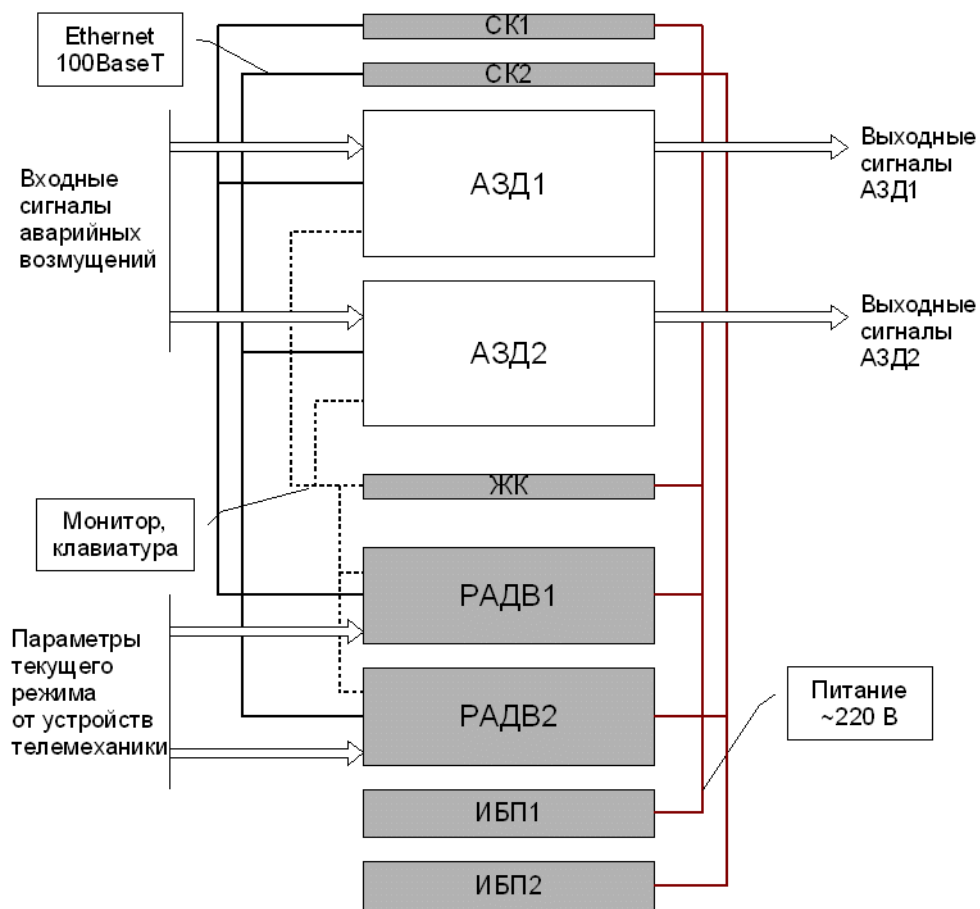 СК1
Ethernet
100BaseT
СК2
Входные
сигналы
аварийных
возмущений
АЗД1
Выходные
сигналы
АЗД1
АЗД2
Выходные
сигналы
АЗД2
ЖК
Монитор,
клавиатура
РАДВ1
Параметры
текущего
режима
от устройств
телемеханики
РАДВ2
Питание
~220 В
ИБП1
ИБП2